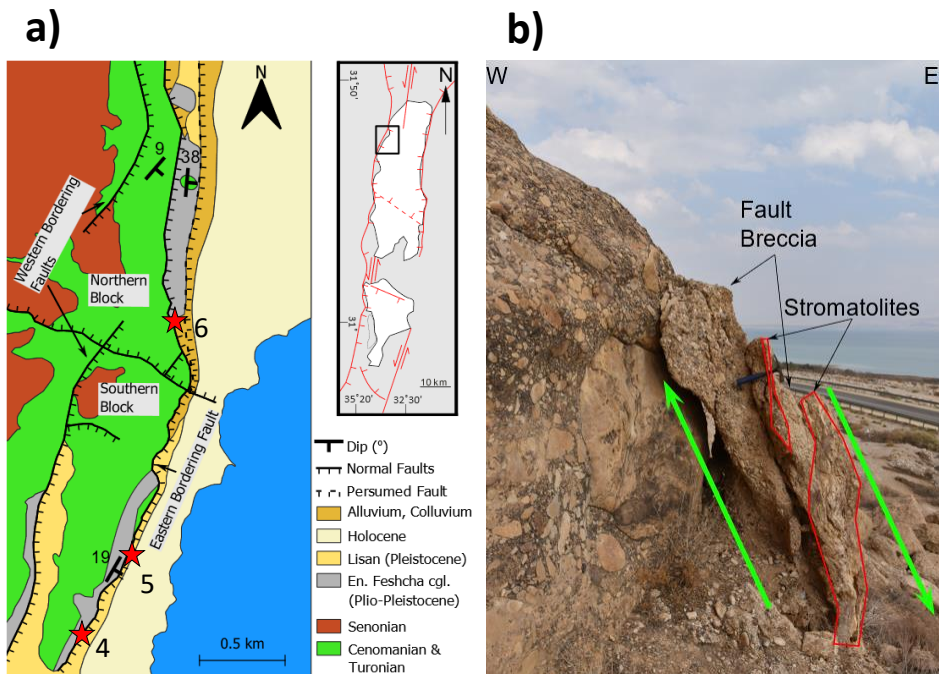 a)
N
9
38
Western Bordering
Faults
Northern
Block
6
Southern
Block
Eastern Bordering Fault
19
5
4
0.5 km
N
31°50'
31°
10 km
35°20'
32°30'
Dip (°)
Normal Faults
Persumed Fault
Alluvium, Colluvium
Holocene
Lisan (Pleistocene)
En. Feshcha cgl.
(Plio-Pleistocene)
Senonian
Cenomanian &
Turonian
b)
W
E
Fault
Breccia
Stromatolites